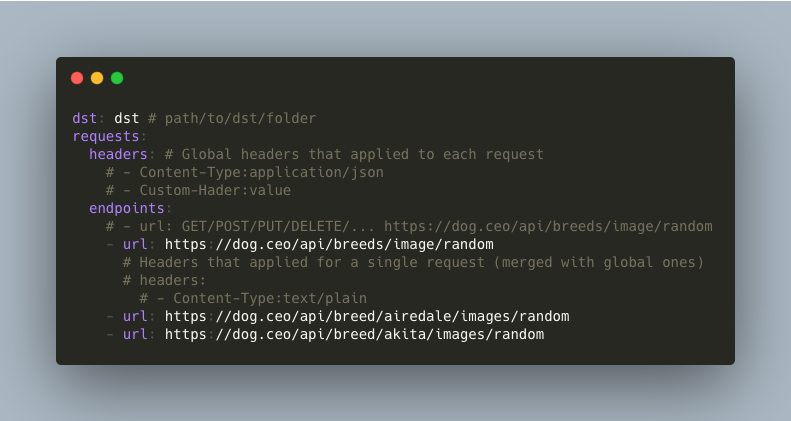 dst: dst # path/to/dst/folder
requests:
  headers: # Global headers that applied to each request
    # - Content-Type:application/json
    # - Custom-Hader:value
  endpoints:
    # - url: GET/POST/PUT/DELETE/... https://dog.ceo/api/breeds/image/random
    - url: https://dog.ceo/api/breeds/image/random
      # Headers that applied for a single request (merged with global ones)
      # headers:
        # - Content-Type:text/plain
    - url: https://dog.ceo/api/breed/airedale/images/random
    - url: https://dog.ceo/api/breed/akita/images/random